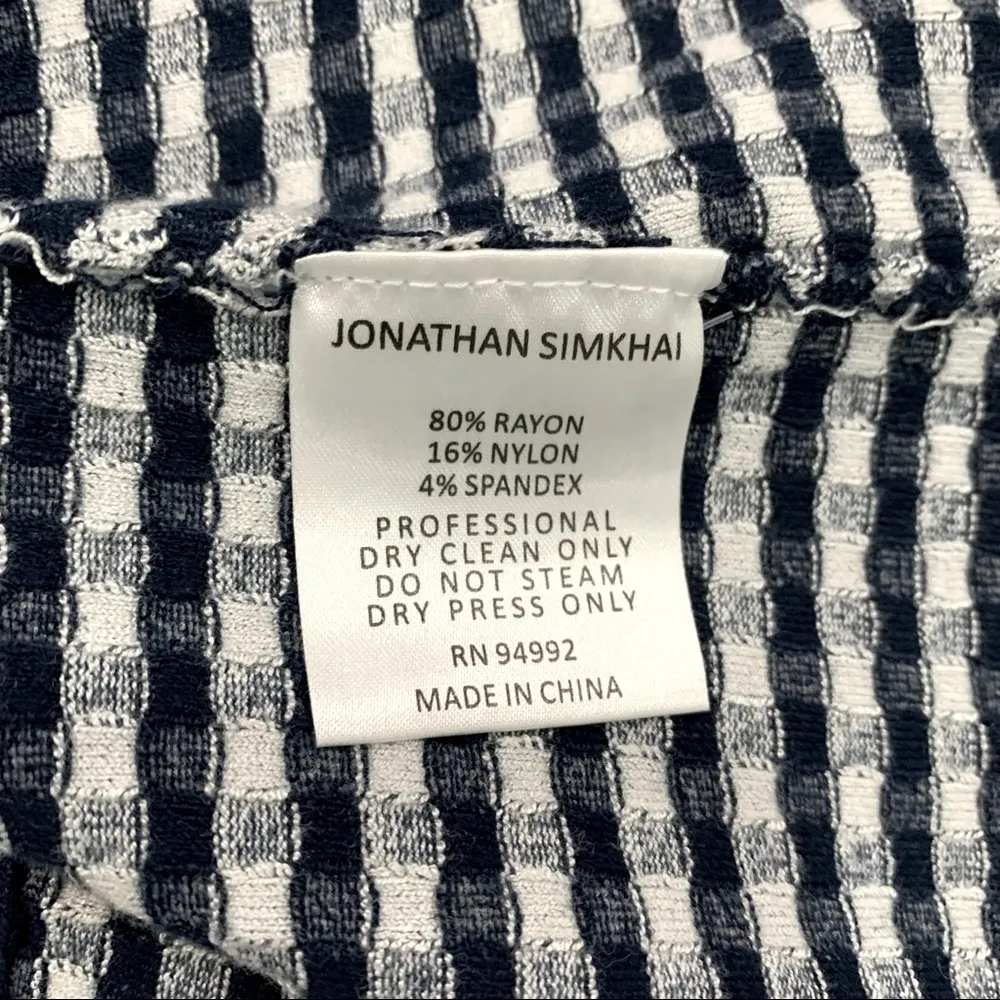 JONATHAN SIMKHAI
80% RAYON
16% NYLON
4% SPANDEX
PROFESSIONAL
DRY CLEAN ONLY
DO NOT STEAM
DRY PRESS ONLY
RN 94992
MADE IN CHINA